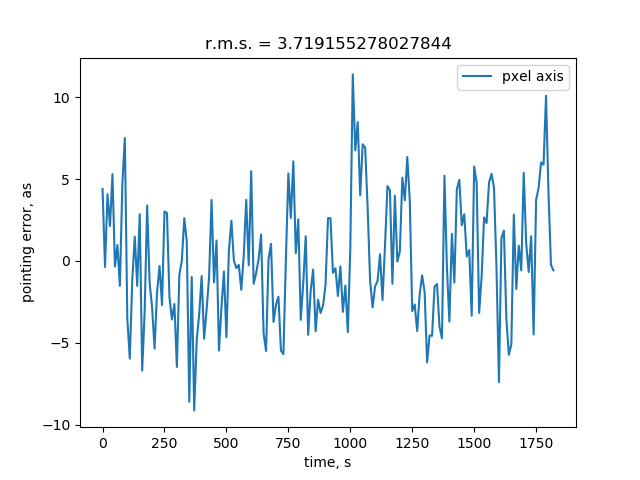 r.m.s. = 3.719155278027844
pxel axis
pointing error, as
10
5
0
−5
−10
0 250 500 750 1000 1250 1500 1750
time, s